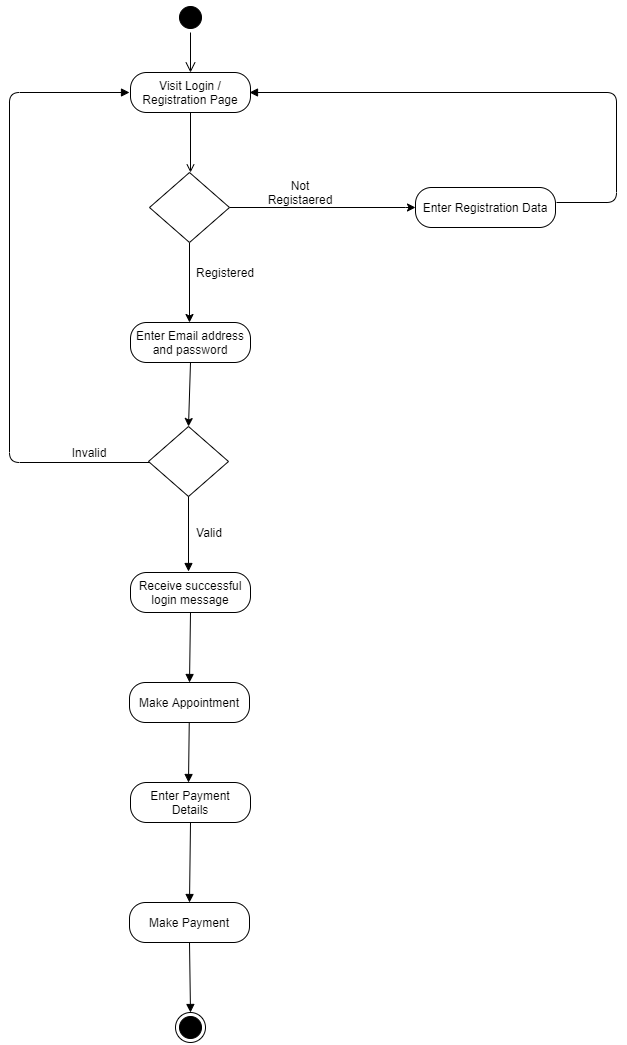 Visit Login /
Registration Page
Not
Registaered
Enter Registration Data
Registered
Enter Email address
and password
Invalid
Valid
Receive successful
login message
Make Appointment
Enter Payment
Details
Make Payment